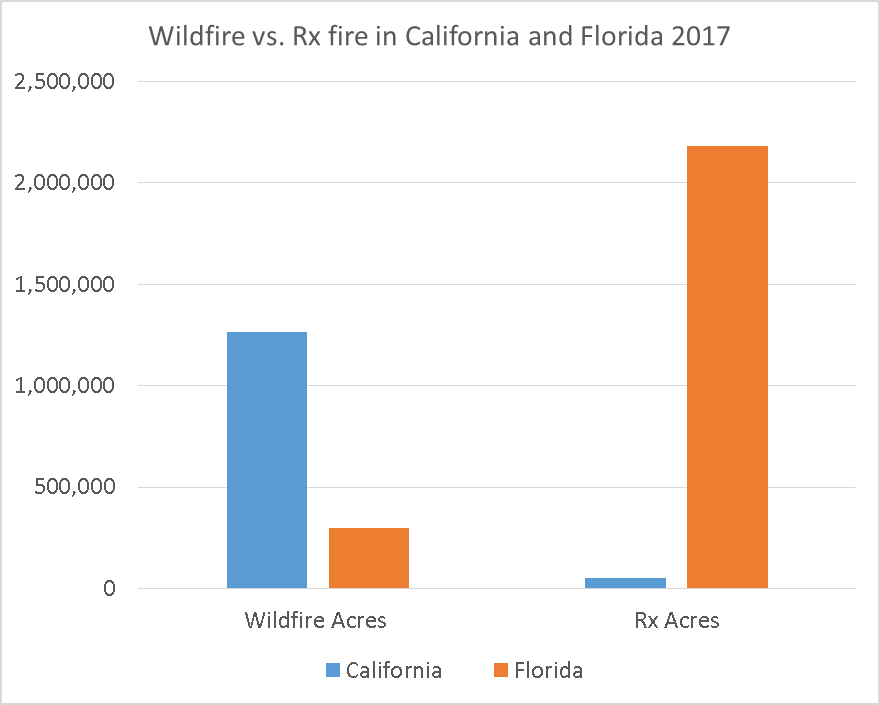 Wildfire vs. Rx fire in California and Florida 2017
2,500,000
2,000,000
1,500,000
1,000,000
500,000
0
Wildfire Acres
Rx Acres
California
Florida